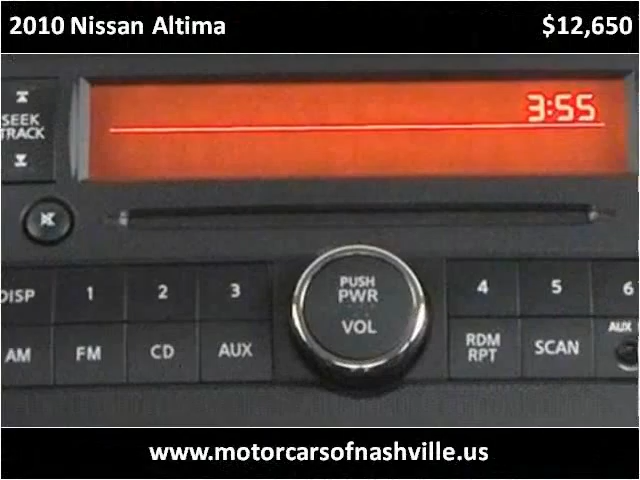 2010 Nissan Altima $12,650
3:55
SEEK
TRACK
DISP 1 2 3
PUSH
PWR
VOL
4 5 6
AM FM CD AUX
RDM
RPT
SCAN
AUX
www.motorcarsofnashville.us